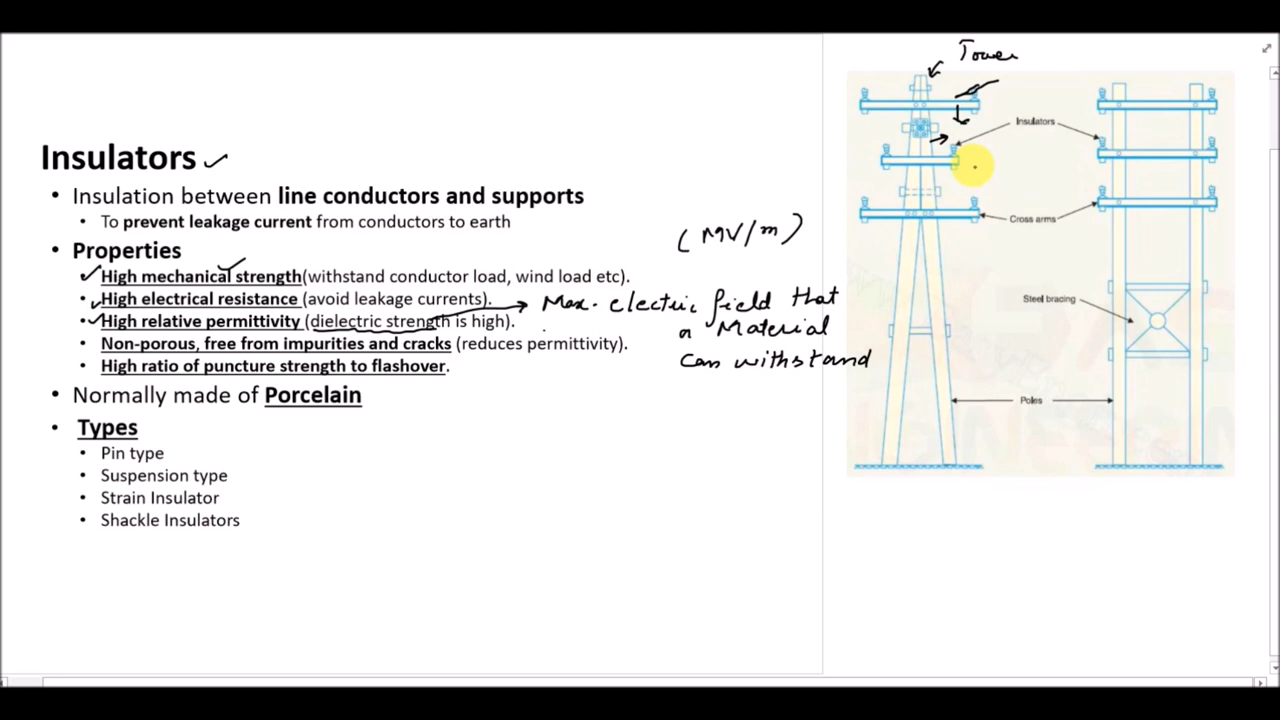 Insulators
• Insulation between line conductors and supports
• To prevent leakage current from conductors to earth
• Properties
• High mechanical strength(withstand conductor load, wind load etc).
• High electrical resistance (avoid leakage currents).
• High relative permittivity (dielectric strength is high).
• Non-porous, free from impurities and cracks (reduces permittivity).
• High ratio of puncture strength to flashover.
• Normally made of Porcelain
• Types
• Pin type
• Suspension type
• Strain Insulator
• Shackle Insulators
(MV/m)
Max. electric field that
a Material
can withstand
Tower
Insulators
Cross arms
Steel bracing
Poles